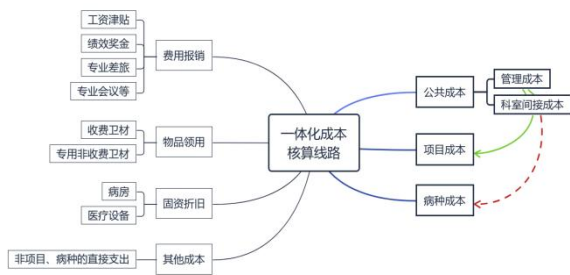 工资津贴
绩效奖金
专业差旅
专业会议等
费用报销
收费卫材
专用非收费卫材
物品领用
病房
医疗设备
固资折旧
非项目、病种的直接支出
其他成本
一体化成本
核算线路
公共成本
管理成本
科室间接成本
项目成本
病种成本